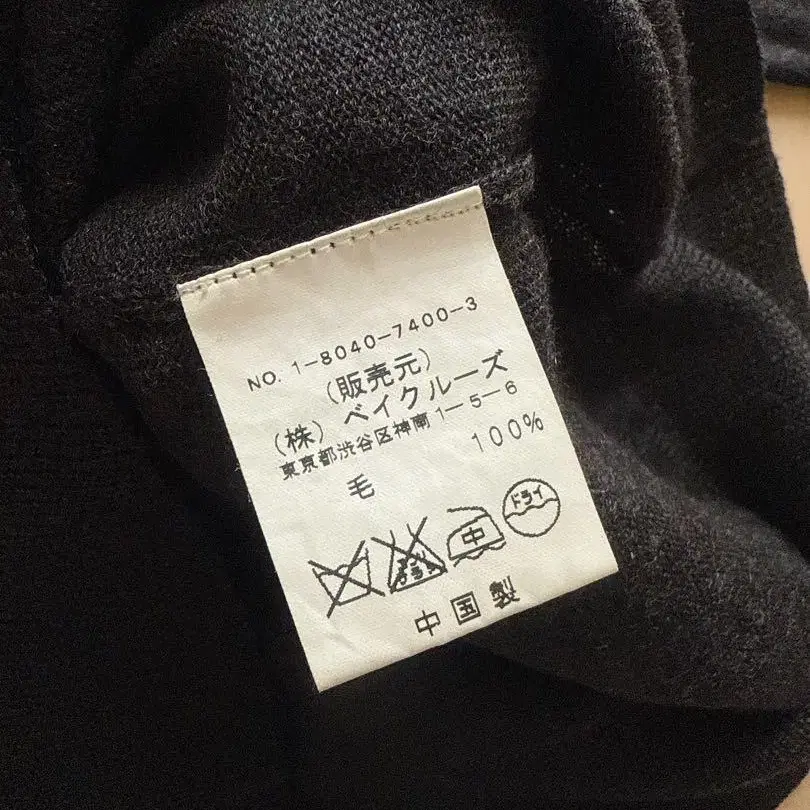 NO. 1-8040-7400-3
(販売元)
(株) ベイクルーズ
東京都渋谷区神南1-5-6
毛 100%
中 ドライ
中国製